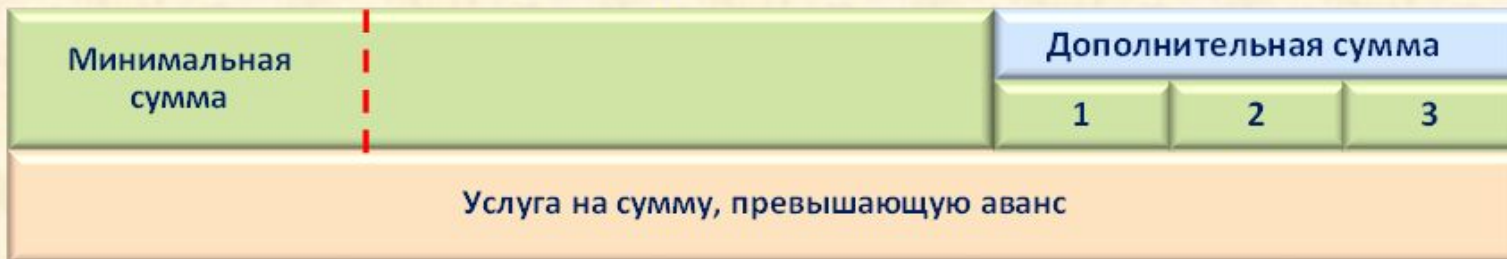 Минимальная
сумма
Дополнительная сумма
1 2 3
Услуга на сумму, превышающую аванс